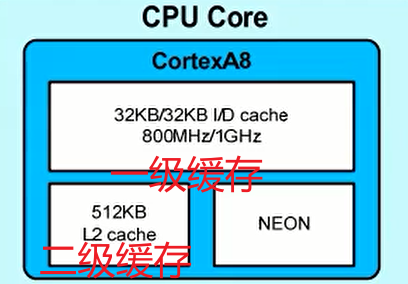 CPU Core
CortexA8
32KB/32KB I/D cache
800MHz/1GHz
一级缓存
512KB
L2 cache
二级缓存
NEON